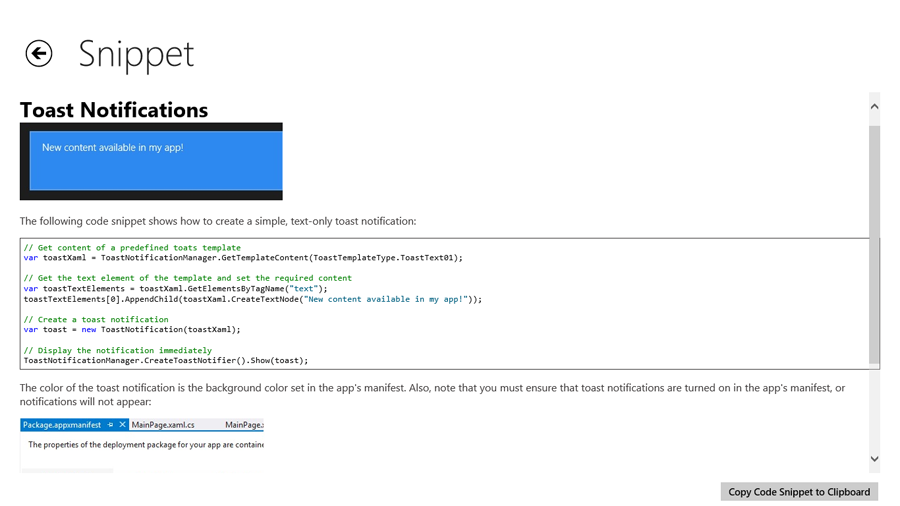 Snippet
Toast Notifications
New content available in my app!
The following code snippet shows how to create a simple, text-only toast notification:
// Get content of a predefined toats template
var toastXaml = ToastNotificationManager.GetTemplateContent(ToastTemplateType.ToastText01);
// Get the text element of the template and set the required content
var toastTextElements = toastXaml.GetElementsByTagName("text");
toastTextElements[0].AppendChild(toastXaml.CreateTextNode("New content available in my app!"));
// Create a toast notification
var toast = new ToastNotification(toastXaml);
// Display the notification immediately
ToastNotificationManager.CreateToastNotifier().Show(toast);
The color of the toast notification is the background color set in the app's manifest. Also, note that you must ensure that toast notifications are turned on in the app's manifest, or
notifications will not appear:
Package.appxmanifest MainPage.xaml.cs MainPage.
The properties of the deployment package for your app are containe
Copy Code Snippet to Clipboard